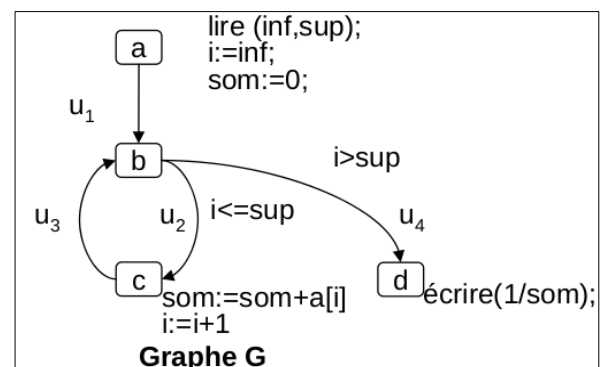 a
lire (inf,sup);
i:=inf;
som:=0;
u1
b
i>sup
u3
u2
i<=sup
u4
c
d
som:=som+a[i]
i:=i+1
écrire(1/som);
Graphe G